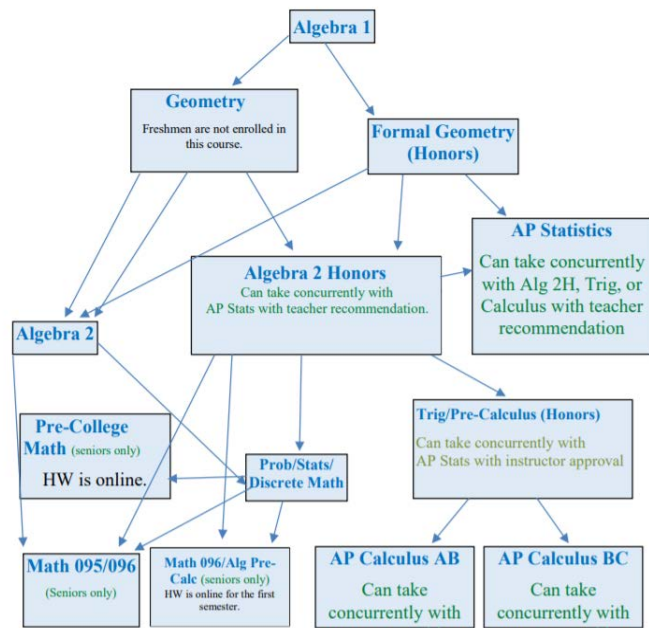 Algebra 1
Geometry
Freshmen are not enrolled in
this course.
Formal Geometry
(Honors)
AP Statistics
Can take concurrently
with Alg 2H, Trig, or
Calculus with teacher
recommendation
Algebra 2 Honors
Can take concurrently with
AP Stats with teacher recommendation.
Algebra 2
Pre-College
Math (seniors only)
HW is online.
Prob/Stats/
Discrete Math
Trig/Pre-Calculus (Honors)
Can take concurrently with
AP Stats with instructor approval
Math 095/096
(Seniors only)
Math 096/Alg Pre-
Calc (seniors only)
HW is online for the first
semester.
AP Calculus AB
Can take
concurrently with
AP Calculus BC
Can take
concurrently with